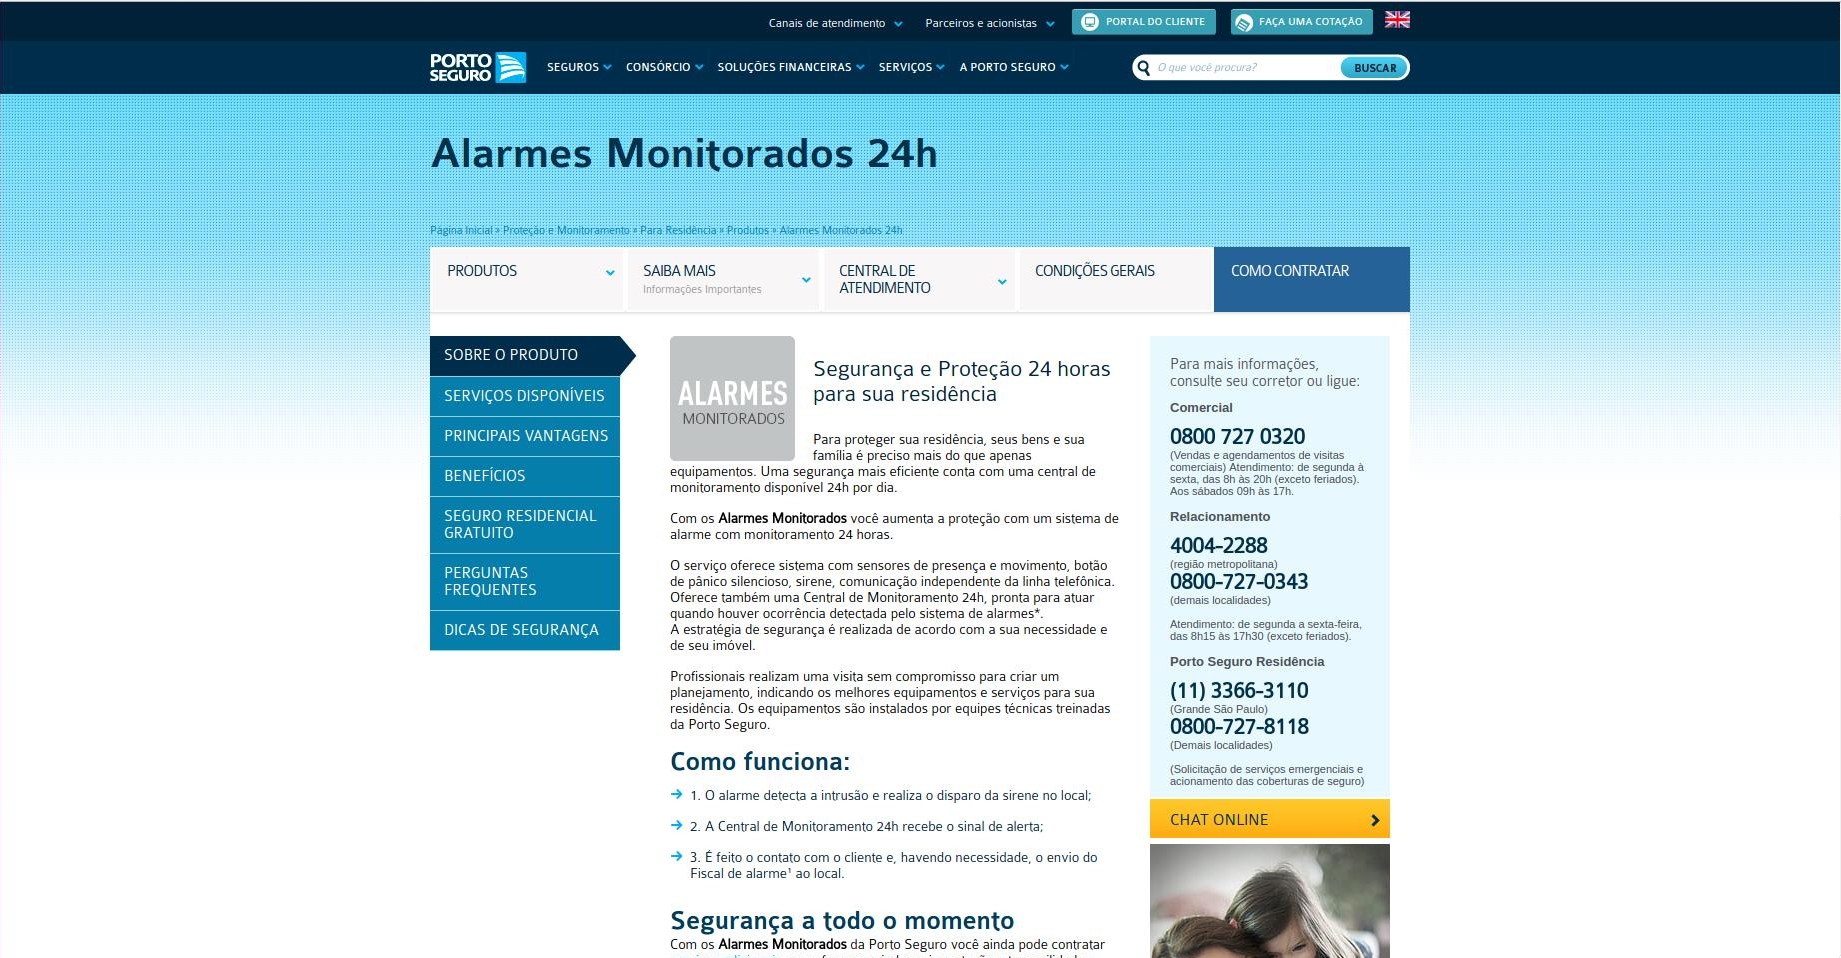 Canais de atendimento
Parceiros e acionistas
PORTAL DO CLIENTE
FAÇA UMA COTAÇÃO
PORTO
SEGURO
SEGUROS
CONSÓRCIO
SOLUÇÕES FINANCEIRAS
SERVIÇOS
A PORTO SEGURO
O que você procura?
BUSCAR
Alarmes Monitorados 24h
Página Inicial » Proteção e Monitoramento » Para Residência » Produtos » Alarmes Monitorados 24h
PRODUTOS
SAIBA MAIS
Informações Importantes
CENTRAL DE
ATENDIMENTO
CONDIÇÕES GERAIS
COMO CONTRATAR
SOBRE O PRODUTO
SERVIÇOS DISPONÍVEIS
PRINCIPAIS VANTAGENS
BENEFÍCIOS
SEGURO RESIDENCIAL
GRATUITO
PERGUNTAS
FREQUENTES
DICAS DE SEGURANÇA
ALARMES
MONITORADOS
Segurança e Proteção 24 horas
para sua residência
Para proteger sua residência, seus bens e sua
família é preciso mais do que apenas
equipamentos. Uma segurança mais eficiente conta com uma central de
monitoramento disponível 24h por dia.
Com os Alarmes Monitorados você aumenta a proteção com um sistema de
alarme com monitoramento 24 horas.
O serviço oferece sistema com sensores de presença e movimento, botão
de pânico silencioso, sirene, comunicação independente da linha telefônica.
Oferece também uma Central de Monitoramento 24h, pronta para atuar
quando houver ocorrência detectada pelo sistema de alarmes*.
A estratégia de segurança é realizada de acordo com a sua necessidade e
de seu imóvel.
Profissionais realizam uma visita sem compromisso para criar um
planejamento, indicando os melhores equipamentos e serviços para sua
residência. Os equipamentos são instalados por equipes técnicas treinadas
da Porto Seguro.
Como funciona:
1. O alarme detecta a intrusão e realiza o disparo da sirene no local;
2. A Central de Monitoramento 24h recebe o sinal de alerta;
3. É feito o contato com o cliente e, havendo necessidade, o envio do
Fiscal de alarme¹ ao local.
Segurança a todo o momento
Com os Alarmes Monitorados da Porto Seguro você ainda pode contratar
Para mais informações,
consulte seu corretor ou ligue:
Comercial
0800 727 0320
(Vendas e agendamentos de visitas
comerciais) Atendimento: de segunda à
sexta, das 8h às 20h (exceto feriados).
Aos sábados 09h às 17h.
Relacionamento
4004-2288
(região metropolitana)
0800-727-0343
(demais localidades)
Atendimento: de segunda a sexta-feira,
das 8h15 às 17h30 (exceto feriados).
Porto Seguro Residência
(11) 3366-3110
(Grande São Paulo)
0800-727-8118
(Demais localidades)
(Solicitação de serviços emergenciais e
acionamento das coberturas de seguro)
CHAT ONLINE